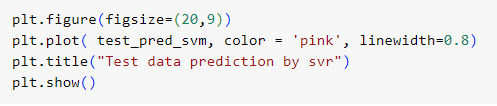 plt.figure(figsize=(20,9))
plt.plot( test_pred_svm, color = 'pink', linewidth=0.8)
plt.title("Test data prediction by svr")
plt.show()